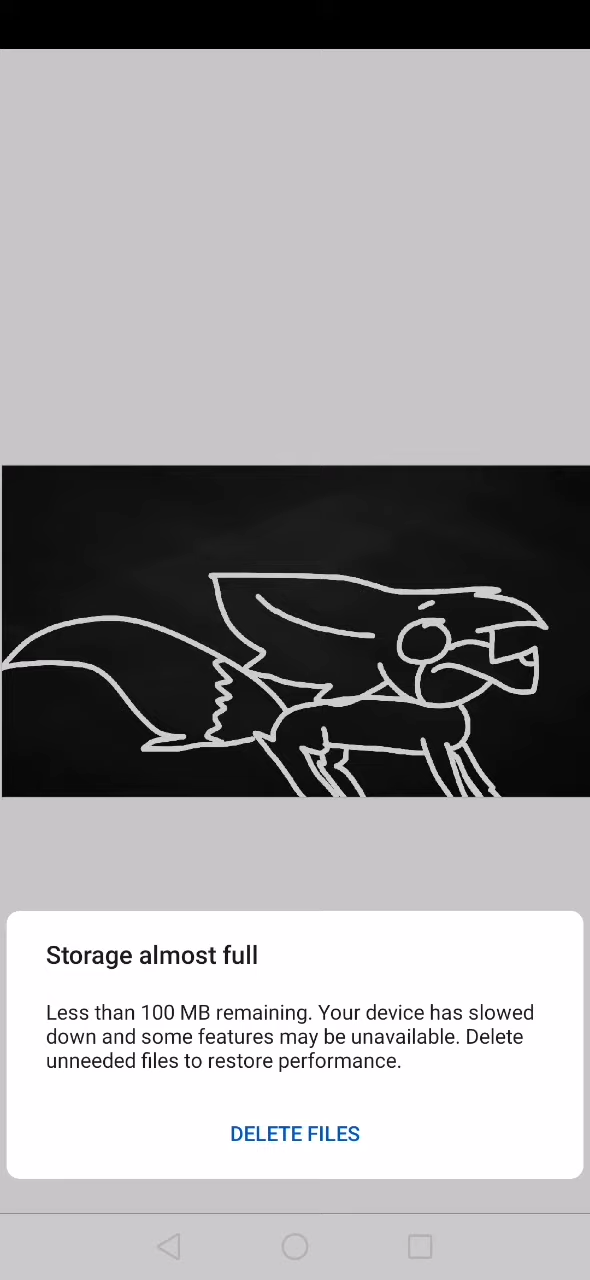 Storage almost full
Less than 100 MB remaining. Your device has slowed
down and some features may be unavailable. Delete
unneeded files to restore performance.
DELETE FILES